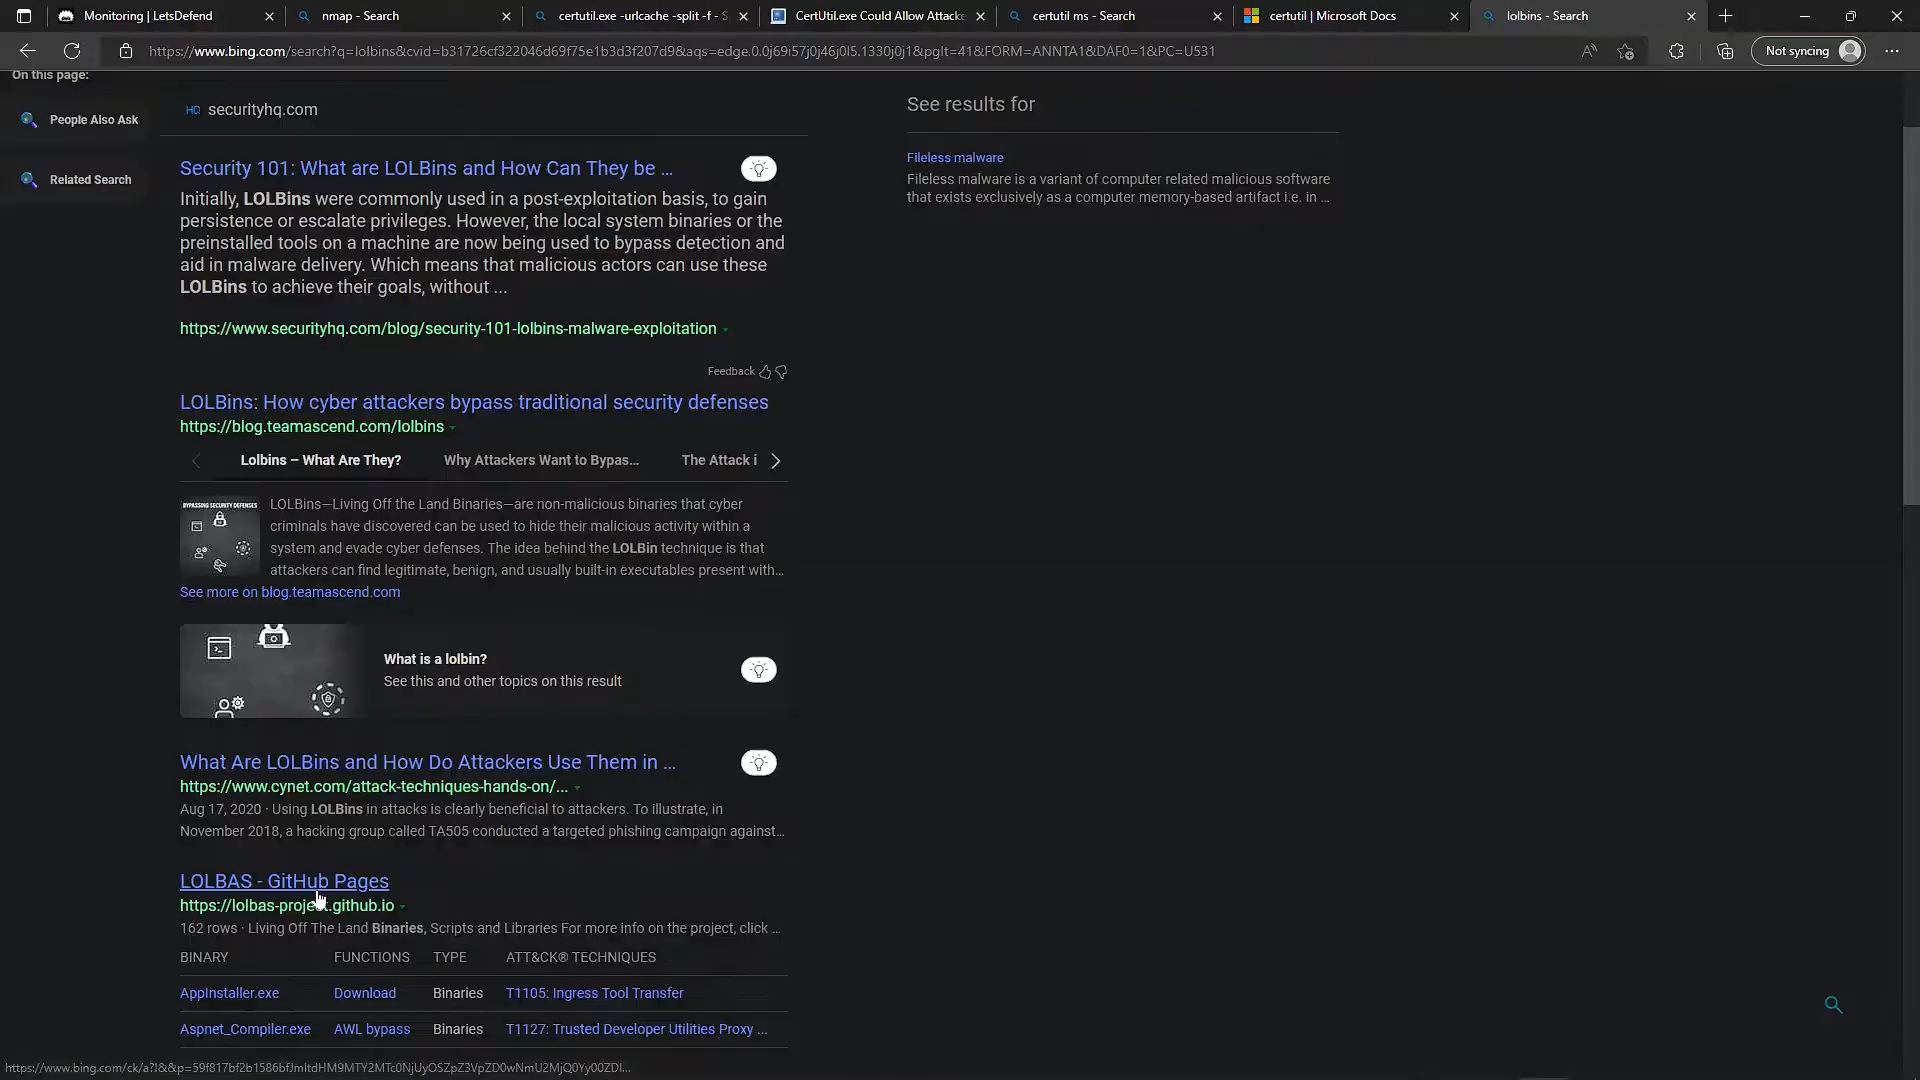 Monitoring | LetsDefend
nmap - Search
certutil.exe -urlcache -split -f - S
CertUtil.exe Could Allow Attacke
certutil ms - Search
certutil | Microsoft Docs
lolbins - Search
https://www.bing.com/search?q=lolbins&cvid=b31726cf322046d69f75e1b3d3f207d9&aqs=edge.0.0j69i57j0j46j0l5.1330j0j1&pglt=41&FORM=ANNTA1&DAF0=1&PC=U531
Not syncing
On this page:
People Also Ask
Related Search
HQ securityhq.com
Security 101: What are LOLBins and How Can They be ...
Initially, LOLBins were commonly used in a post-exploitation basis, to gain
persistence or escalate privileges. However, the local system binaries or the
preinstalled tools on a machine are now being used to bypass detection and
aid in malware delivery. Which means that malicious actors can use these
LOLBins to achieve their goals, without ...
https://www.securityhq.com/blog/security-101-lolbins-malware-exploitation
Feedback
LOLBins: How cyber attackers bypass traditional security defenses
https://blog.teamascend.com/lolbins
Lolbins – What Are They?
Why Attackers Want to Bypas...
The Attack i
BYPASSING SECURITY DEFENSES
LOLBins—Living Off the Land Binaries—are non-malicious binaries that cyber
criminals have discovered can be used to hide their malicious activity within a
system and evade cyber defenses. The idea behind the LOLBin technique is that
attackers can find legitimate, benign, and usually built-in executables present with...
See more on blog.teamascend.com
What is a lolbin?
See this and other topics on this result
What Are LOLBins and How Do Attackers Use Them in ...
https://www.cynet.com/attack-techniques-hands-on/...
Aug 17, 2020 · Using LOLBins in attacks is clearly beneficial to attackers. To illustrate, in
November 2018, a hacking group called TA505 conducted a targeted phishing campaign against...
LOLBAS - GitHub Pages
https://lolbas-project.github.io
162 rows · Living Off The Land Binaries, Scripts and Libraries For more info on the project, click ...
BINARY FUNCTIONS TYPE ATT&CK® TECHNIQUES
AppInstaller.exe Download Binaries T1105: Ingress Tool Transfer
Aspnet_Compiler.exe AWL bypass Binaries T1127: Trusted Developer Utilities Proxy ...
See results for
Fileless malware
Fileless malware is a variant of computer related malicious software
that exists exclusively as a computer memory-based artifact i.e. in ...